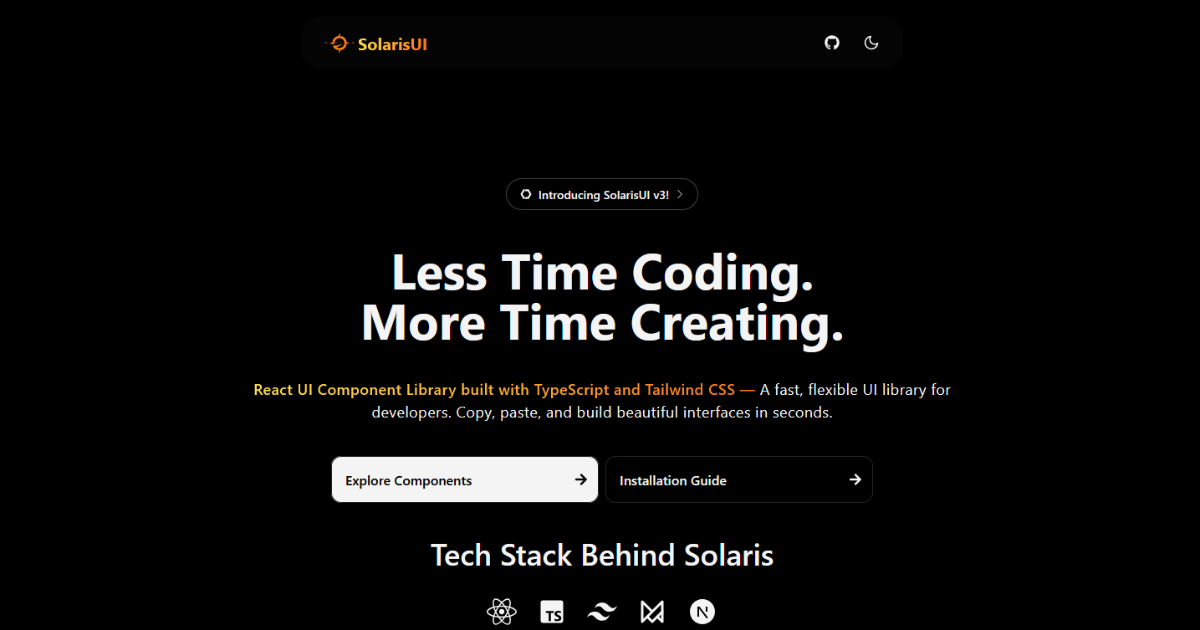 SolarisUI
Introducing SolarisUI v3!
Less Time Coding.
More Time Creating.
React UI Component Library built with TypeScript and Tailwind CSS — A fast, flexible UI library for
developers. Copy, paste, and build beautiful interfaces in seconds.
Explore Components
Installation Guide
Tech Stack Behind Solaris
TS
N